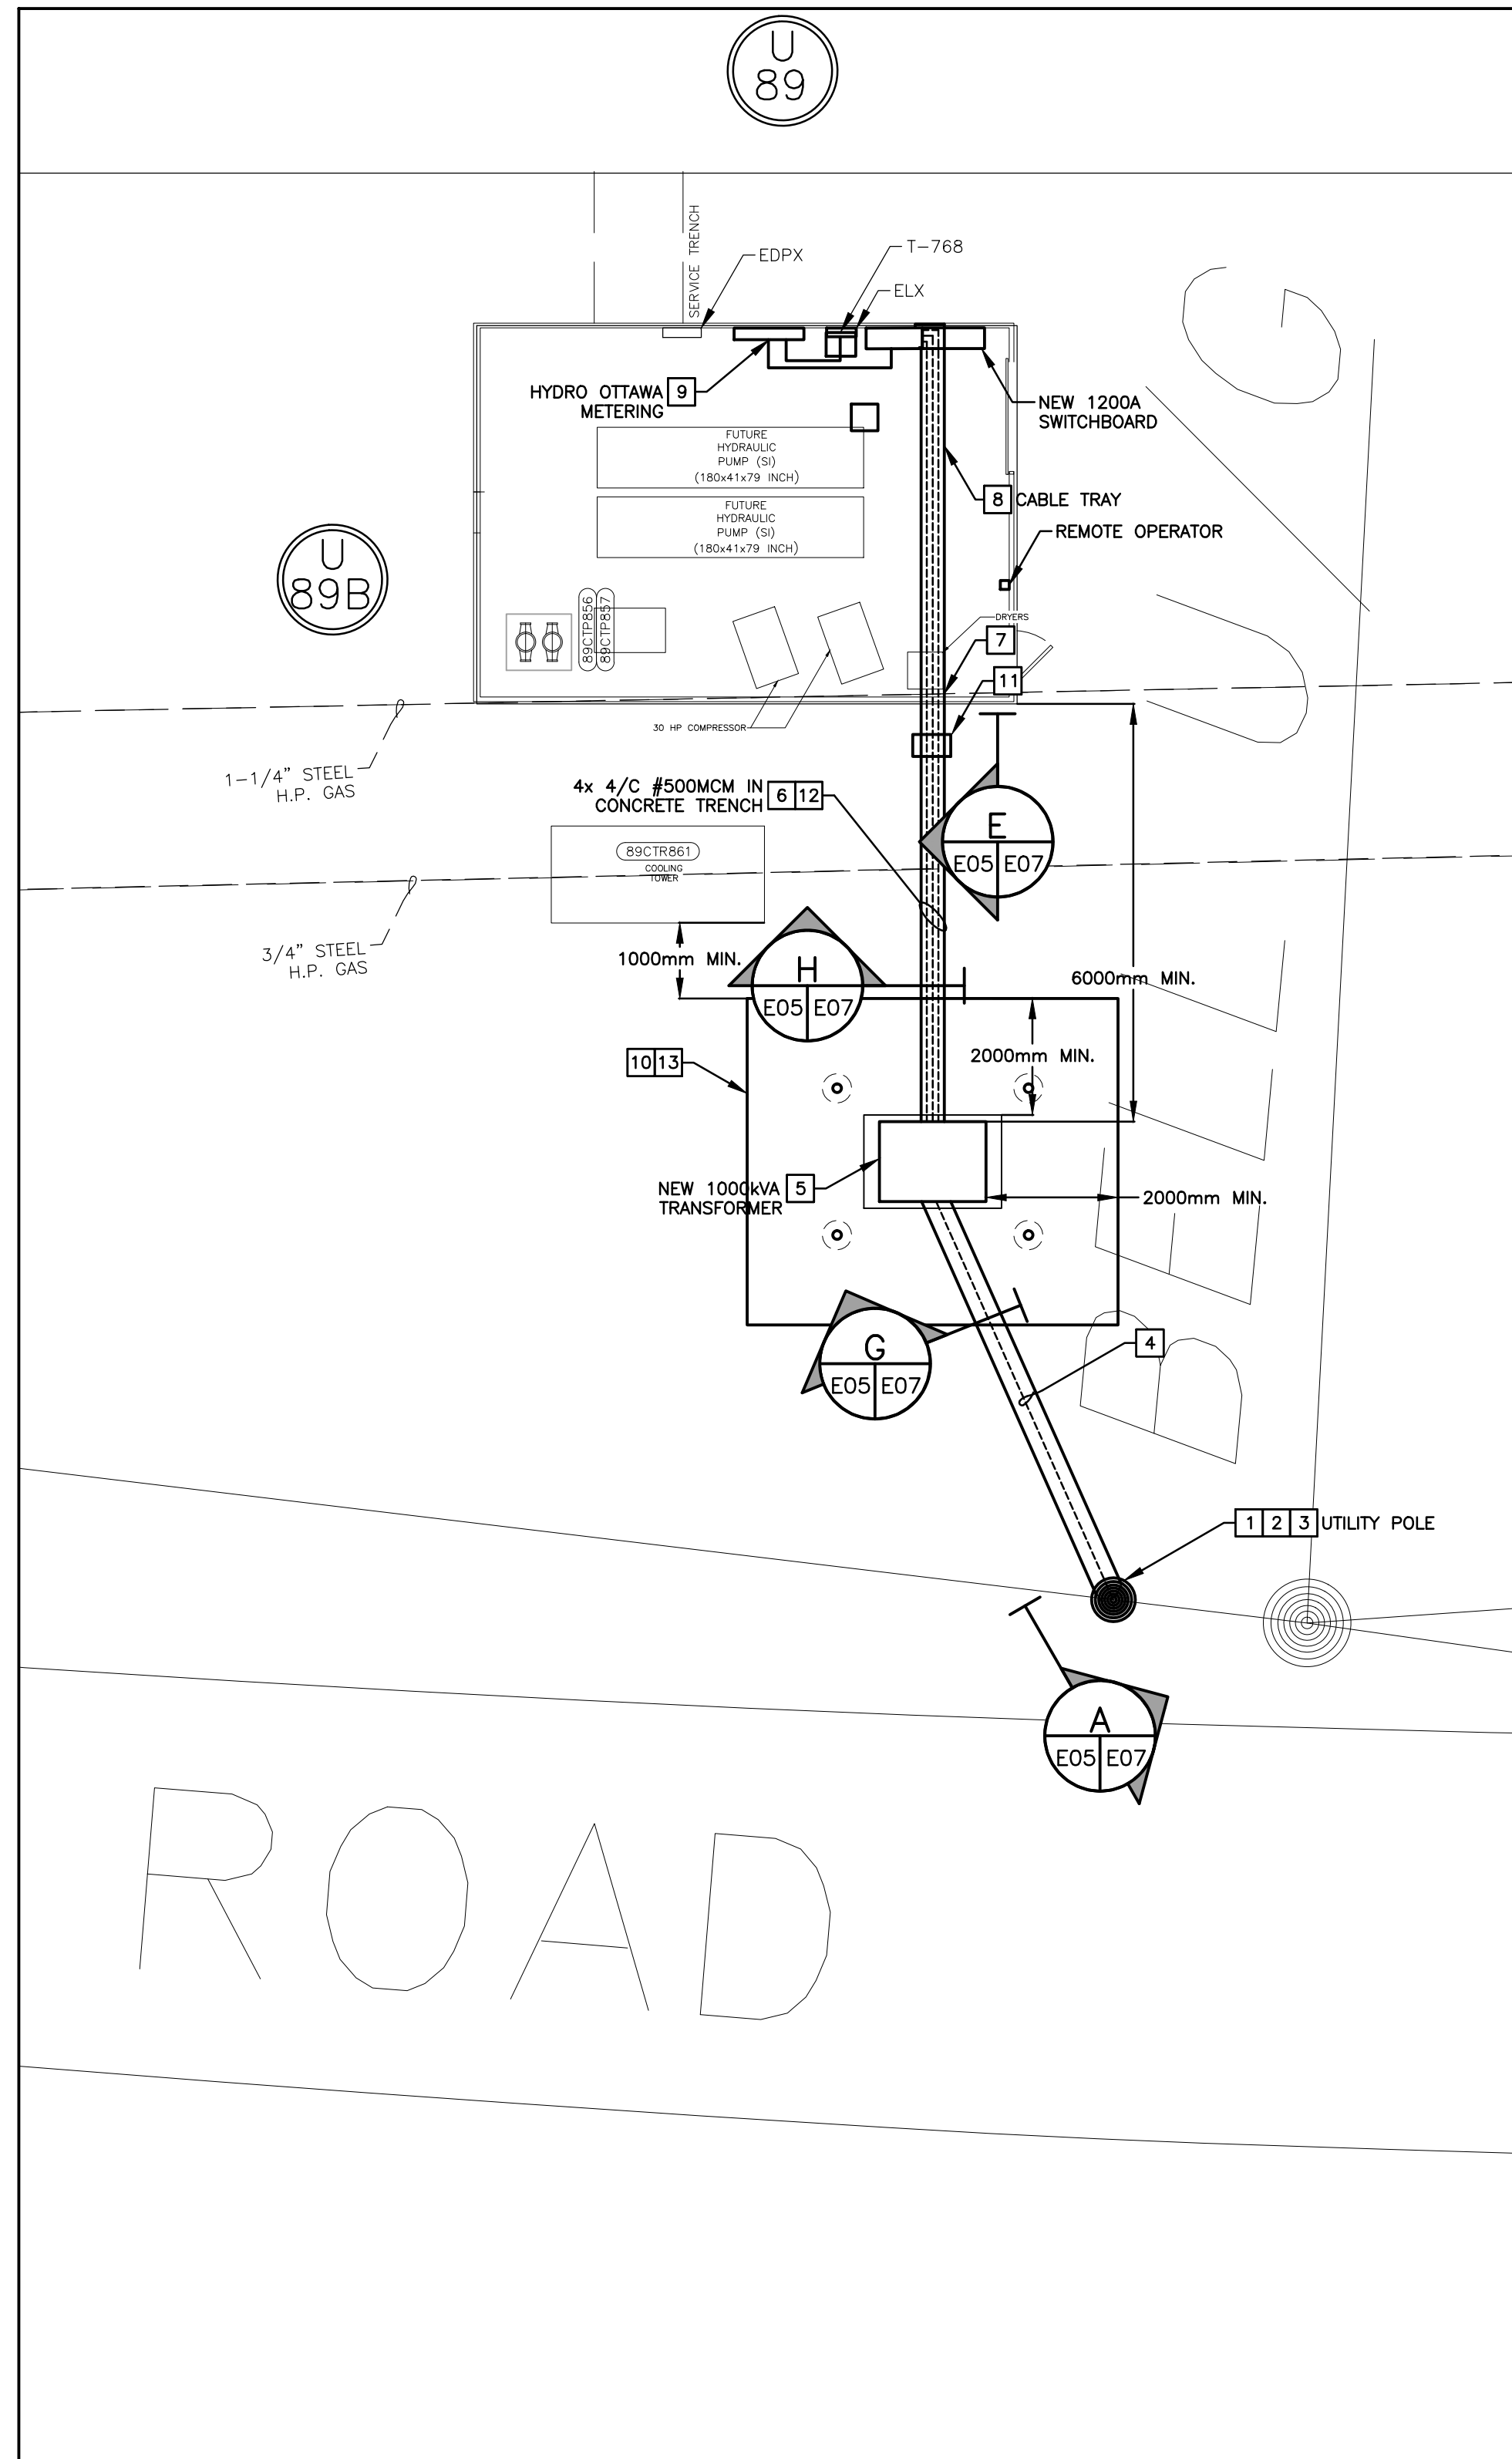 U
89
SERVICE TRENCH
EDPX
T-768
ELX
HYDRO OTTAWA
METERING
9
NEW 1200A
SWITCHBOARD
FUTURE
HYDRAULIC
PUMP (SI)
(180x41x79 INCH)
8 CABLE TRAY
FUTURE
HYDRAULIC
PUMP (SI)
(180x41x79 INCH)
REMOTE OPERATOR
U
89B
89CTP856
89CTP857
DRYERS
7
11
30 HP COMPRESSOR
1-1/4" STEEL
H.P. GAS
4x 4/C #500MCM IN
CONCRETE TRENCH
6 12
E
E05 E07
89CTR861
COOLING
TOWER
3/4" STEEL
H.P. GAS
1000mm MIN.
H
E05 E07
6000mm MIN.
2000mm MIN.
10 13
NEW 1000kVA
TRANSFORMER
5
2000mm MIN.
G
E05 E07
4
1 2 3 UTILITY POLE
A
E05 E07
ROAD